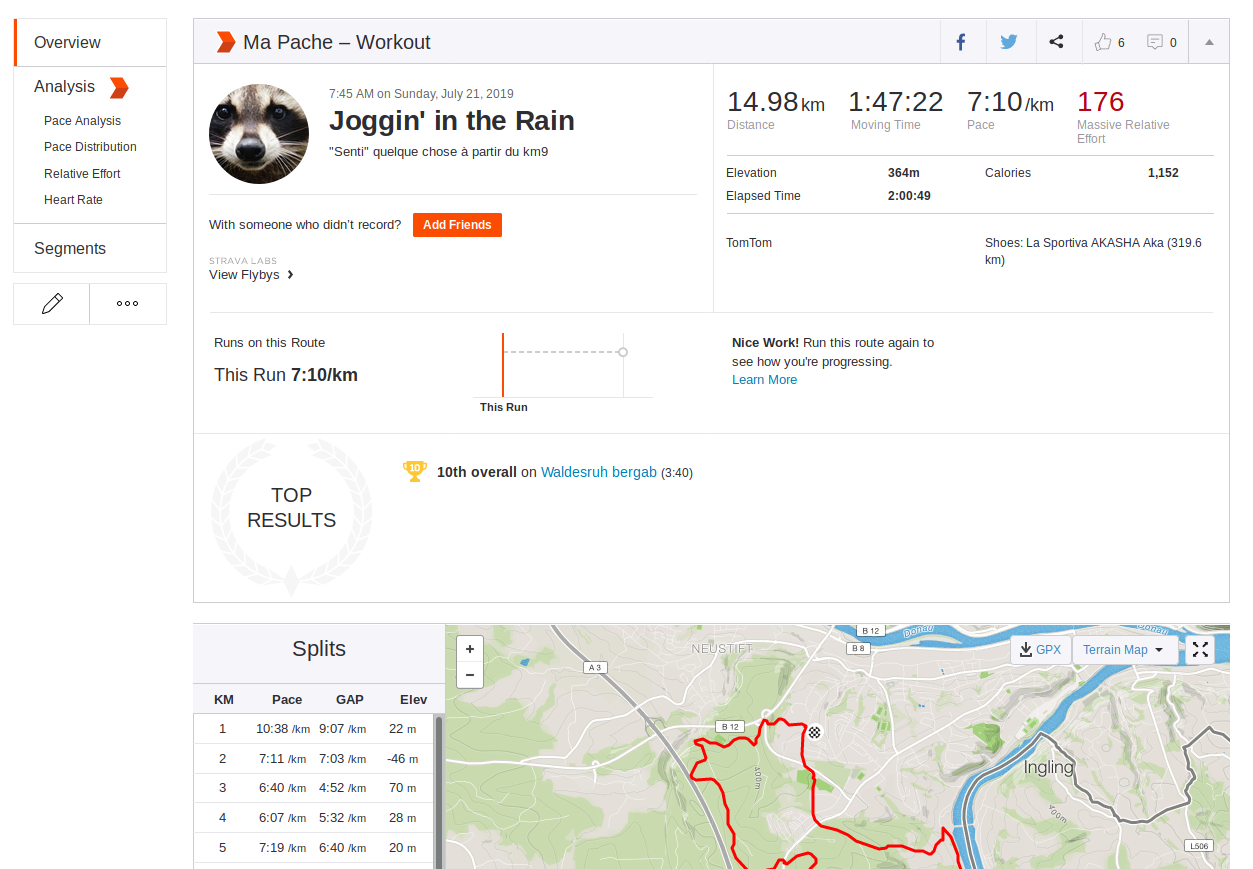 Overview
Analysis
Pace Analysis
Pace Distribution
Relative Effort
Heart Rate
Segments
Ma Pache – Workout
6
0
7:45 AM on Sunday, July 21, 2019
Joggin' in the Rain
"Senti" quelque chose à partir du km9
With someone who didn’t record?
Add Friends
STRAVA LABS
View Flybys
14.98km 1:47:22 7:10/km 176
Distance Moving Time Pace Massive Relative
Effort
Elevation 364m Calories 1,152
Elapsed Time 2:00:49
TomTom Shoes: La Sportiva AKASHA Aka (319.6
km)
Runs on this Route
This Run 7:10/km
This Run
Nice Work! Run this route again to
see how you're progressing.
Learn More
TOP
RESULTS
10
10th overall on Waldesruh bergab (3:40)
Splits
KM Pace GAP Elev
1 10:38 /km 9:07 /km 22 m
2 7:11 /km 7:03 /km -46 m
3 6:40 /km 4:52 /km 70 m
4 6:07 /km 5:32 /km 28 m
5 7:19 /km 6:40 /km 20 m
+
−
B 12
Donau
Donau
NEUSTIFT
B 8
GPX
Terrain Map
A 3
B 12
400m
Ingling
400m
L506